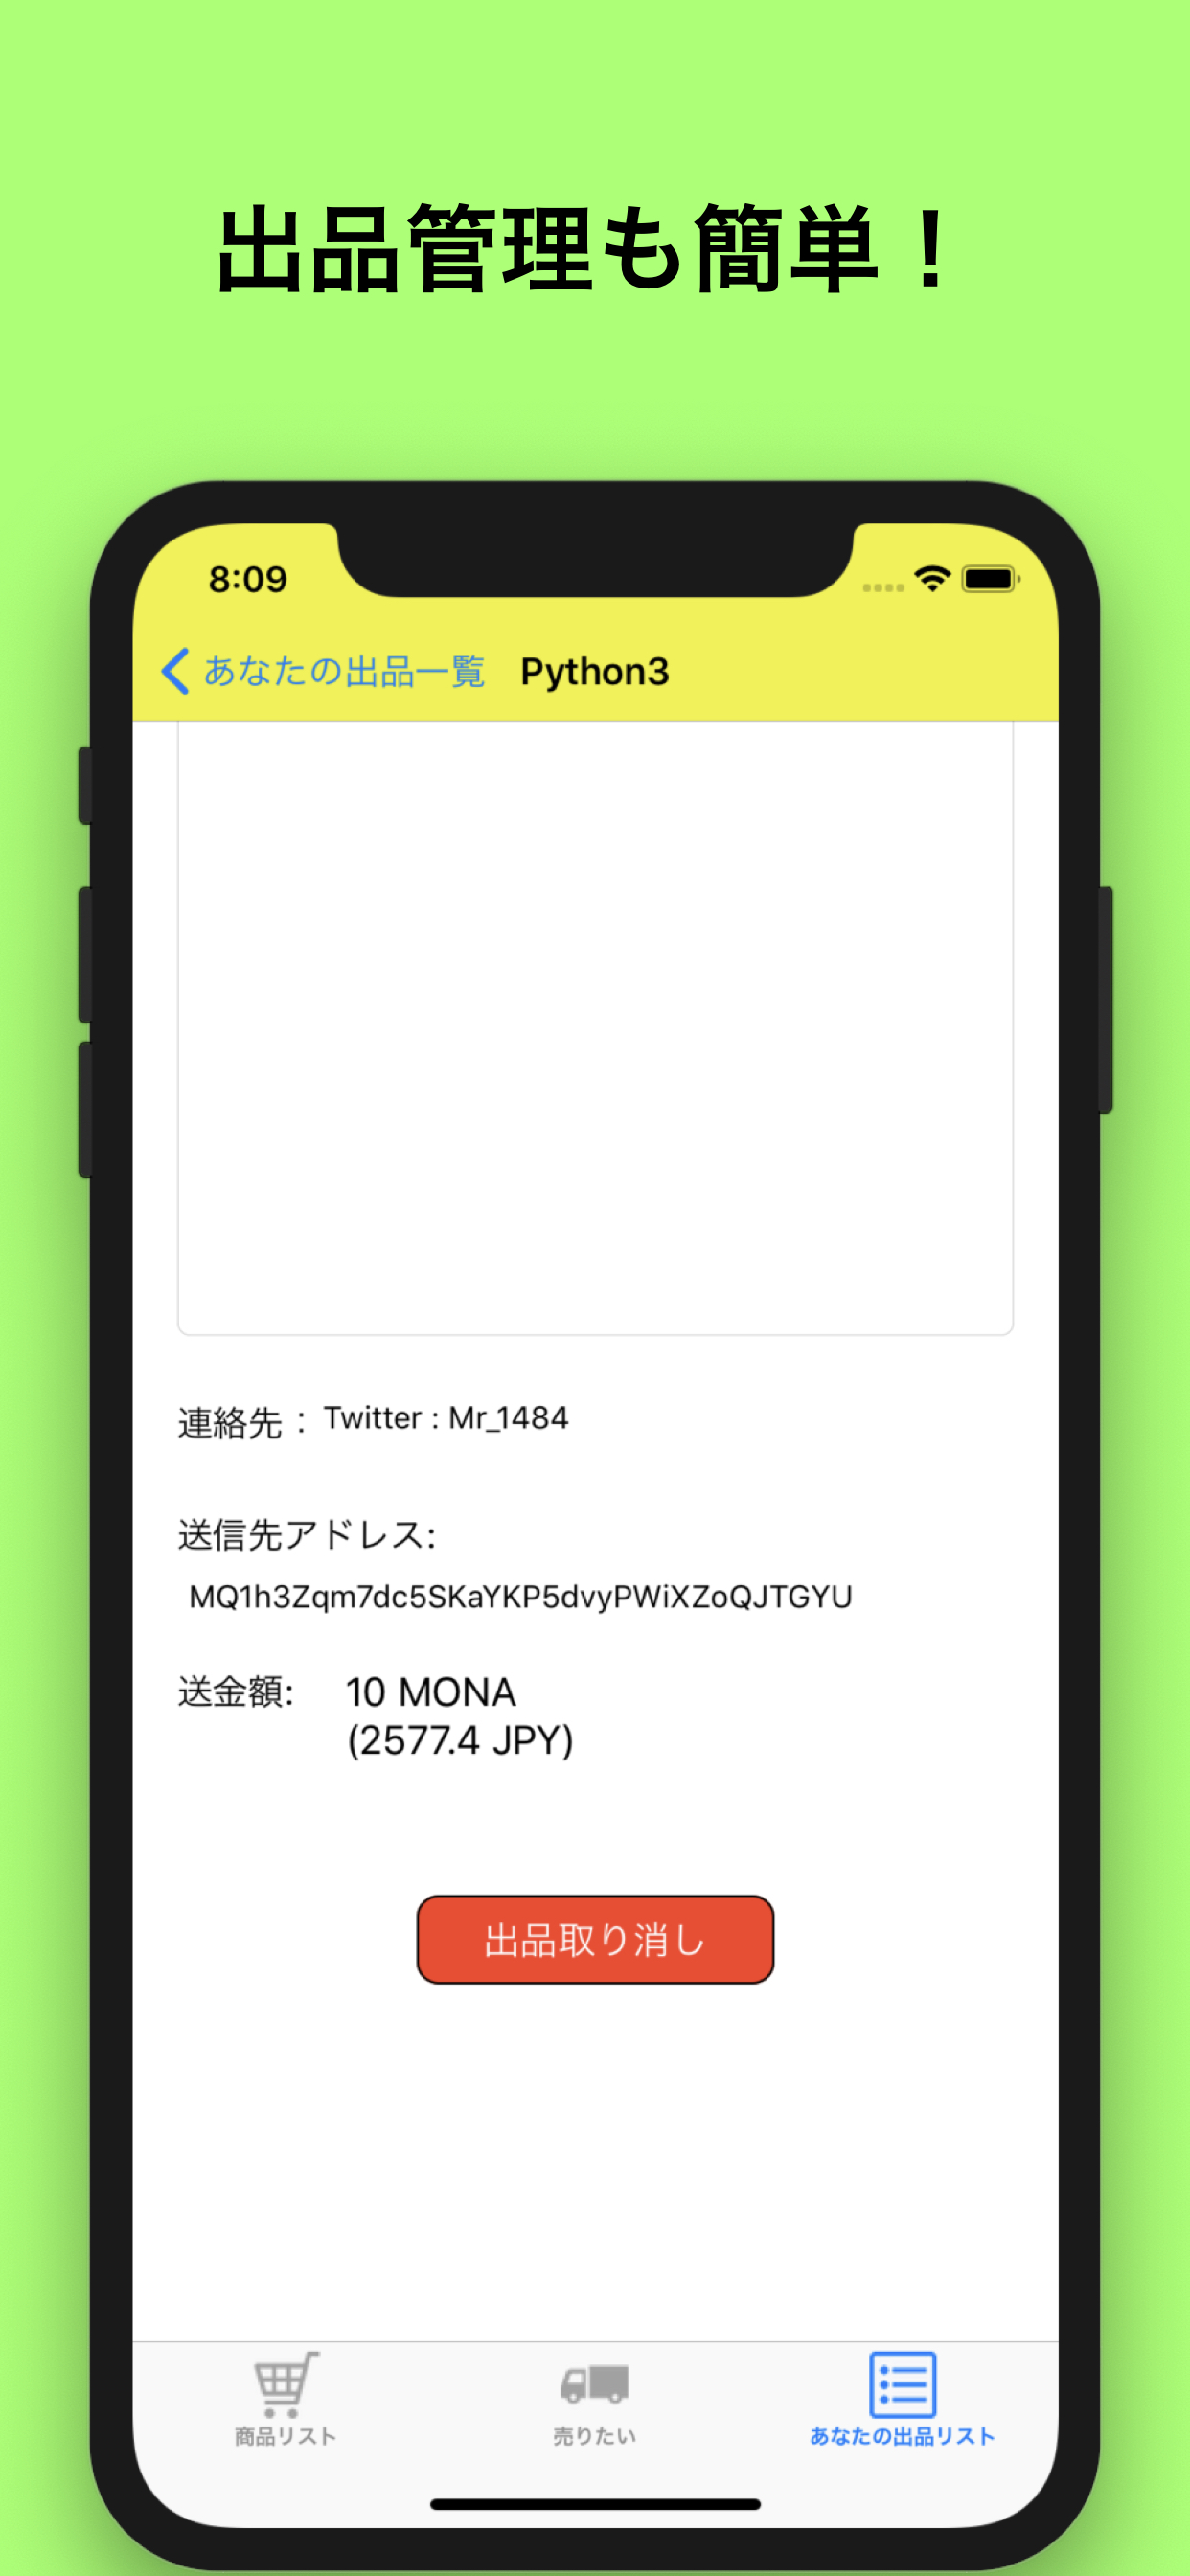 出品管理も簡単！
8:09
あなたの出品一覧 Python3
連絡先： Twitter : Mr_1484
送信先アドレス:
MQ1h3Zqm7dc5SKaYKP5dvyPWiXZoQJTGYU
送金額: 10 MONA
(2577.4 JPY)
出品取り消し
商品リスト 売りたい あなたの出品リスト